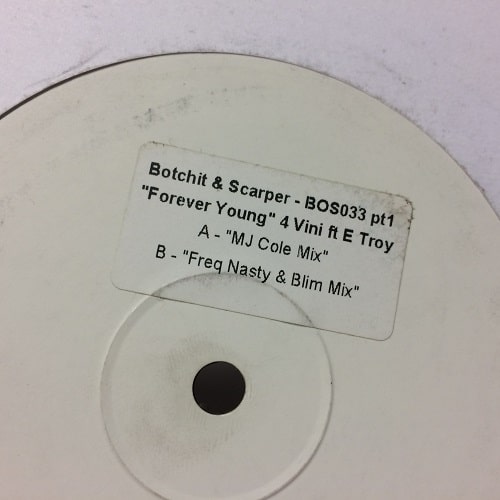 Botchit & Scarper - BOS033 pt1
"Forever Young" 4 Vini ft E Troy
A - "MJ Cole Mix"
B - "Freq Nasty & Blim Mix"